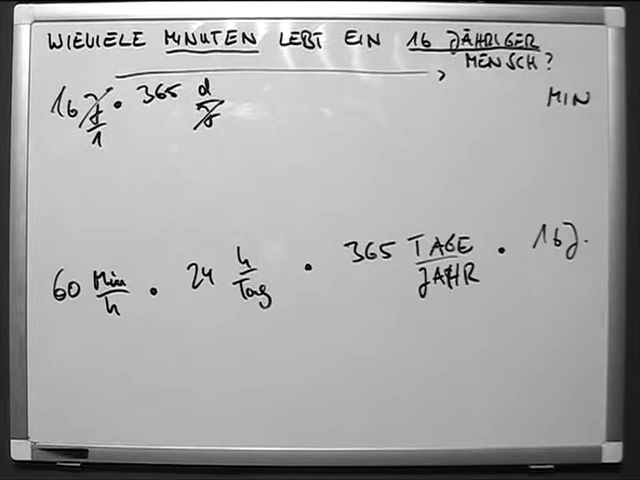 WIEVIELE MINUTEN LEBT EIN 16 JÄHRIGER
MENSCH?
16 J/1 • 365 d/J
MIN
60 Min/h • 24 h/Tag • 365 TAGE/JAHR • 16 J.